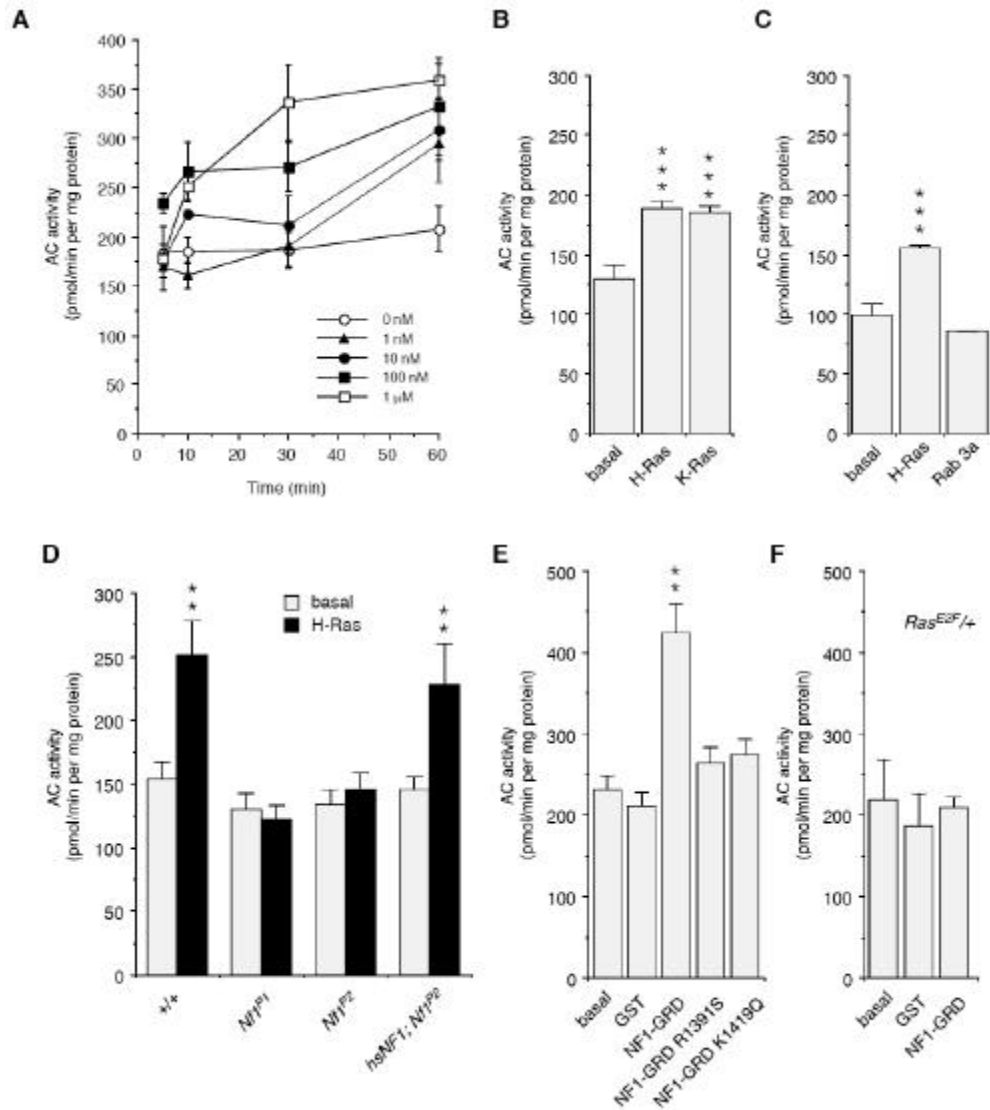 A
AC activity
(pmol/min per mg protein)
400
350
300
250
200
150
100
50
0
0 10 20 30 40 50 60
Time (min)
0 nM
1 nM
10 nM
100 nM
1 µM
B
AC activity
(pmol/min per mg protein)
300
250
200
150
100
50
0
* * *
* * *
basal
H-Ras
K-Ras
C
AC activity
(pmol/min per mg protein)
300
250
200
150
100
50
0
* * *
basal
H-Ras
Rab 3a
D
AC activity
(pmol/min per mg protein)
300
250
200
150
100
50
0
basal
H-Ras
* *
* *
+/+
Nf1ᴾ¹
Nf1ᴾ²
hsNF1; Nf1ᴾ²
E
AC activity
(pmol/min per mg protein)
500
400
300
200
100
0
* *
basal
GST
NF1-GRD
NF1-GRD R1391S
NF1-GRD K1419Q
F
AC activity
(pmol/min per mg protein)
500
400
300
200
100
0
basal
GST
NF1-GRD